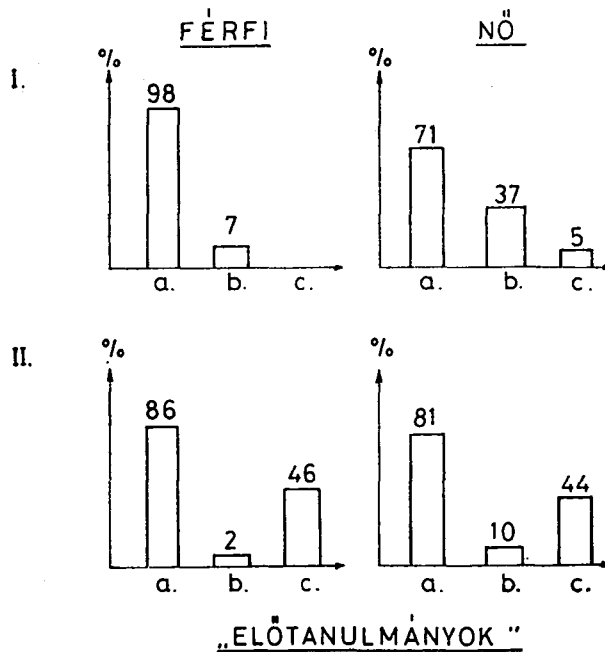 FÉRFI NŐ
I. % %
98 71
7 37 5
a. b. c. a. b. c.
II. % %
86 81
46 44
2 10
a. b. c. a. b. c.
„ELŐTANULMÁNYOK"